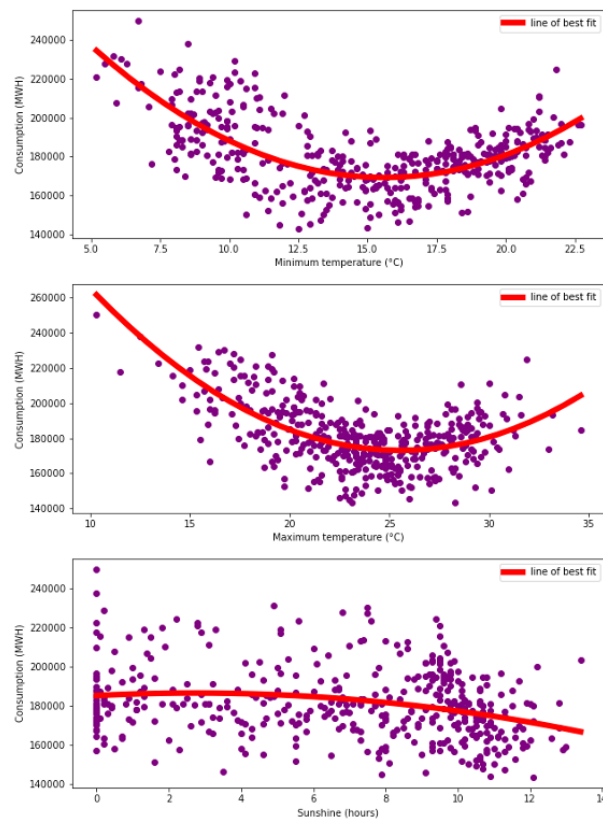 line of best fit
240000
220000
200000
180000
160000
140000
Consumption (MWH)
5.0 7.5 10.0 12.5 15.0 17.5 20.0 22.5
Minimum temperature (°C)
line of best fit
260000
240000
220000
200000
180000
160000
140000
Consumption (MWH)
10 15 20 25 30 35
Maximum temperature (°C)
line of best fit
240000
220000
200000
180000
160000
140000
Consumption (MWH)
0 2 4 6 8 10 12 14
Sunshine (hours)